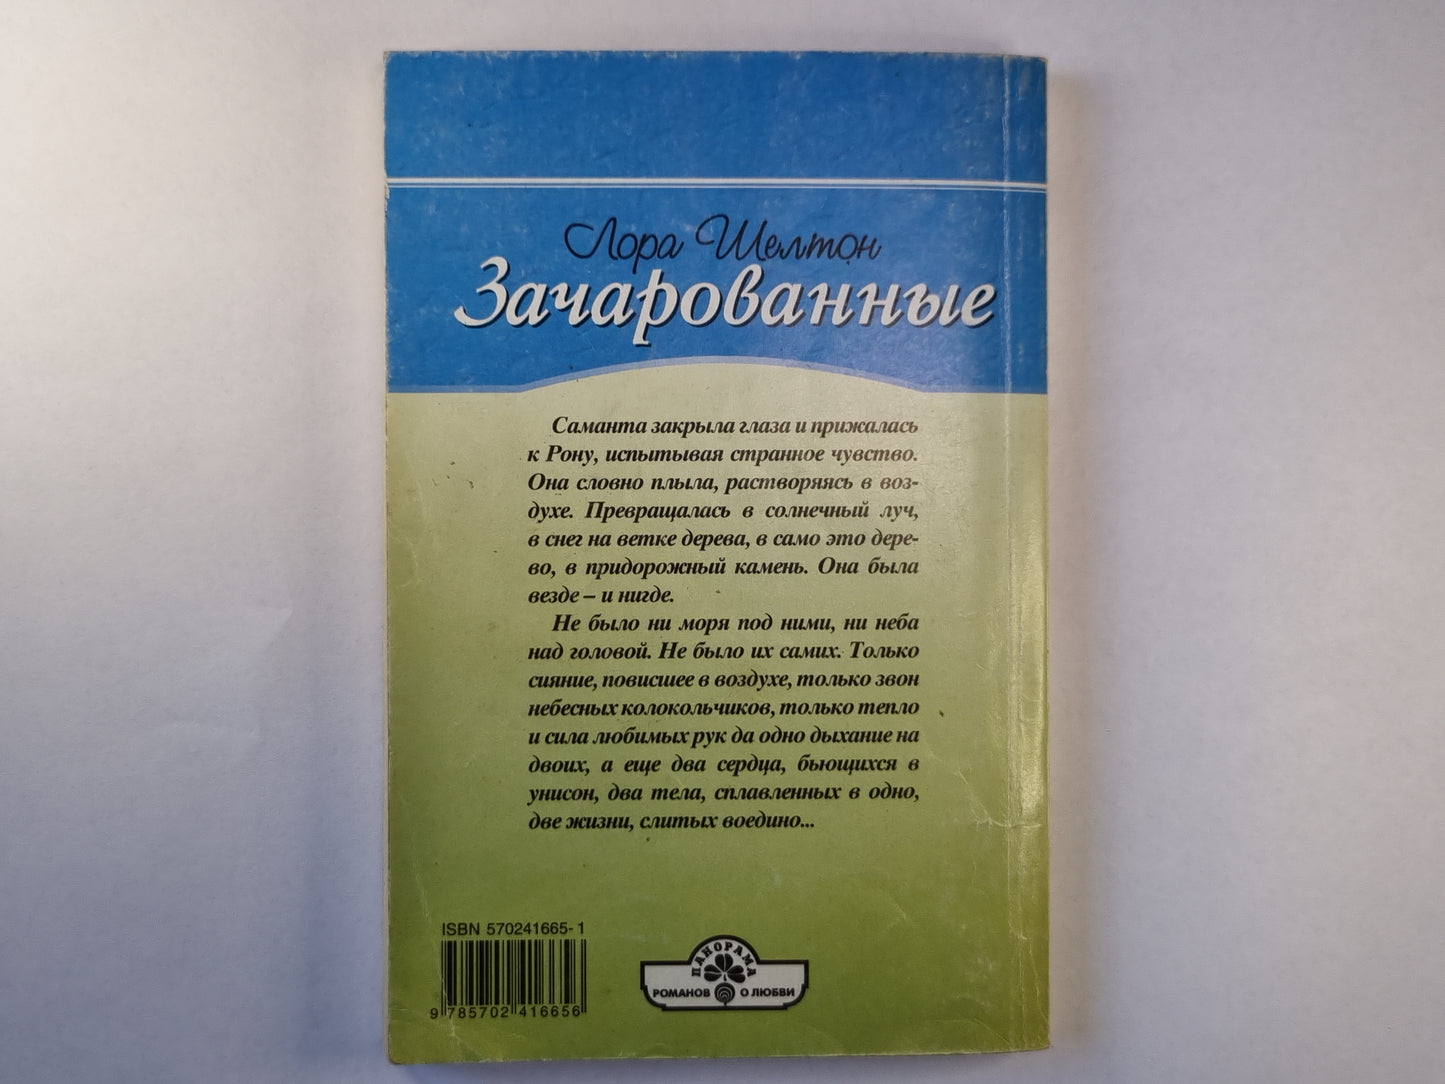 Лора Шелтон
Зачарованные
Саманта закрыла глаза и прижалась
к Рону, испытывая странное чувство.
Она словно плыла, растворяясь в воз-
духе. Превращалась в солнечный луч,
в снег на ветке дерева, в само это дере-
во, в придорожный камень. Она была
везде – и нигде.
Не было ни моря под ними, ни неба
над головой. Не было их самих. Только
сияние, повисшее в воздухе, только звон
небесных колокольчиков, только тепло
и сила любимых рук да одно дыхание на
двоих, а еще два сердца, бьющихся в
унисон, два тела, сплавленных в одно,
две жизни, слитых воедино...
ISBN 570241665-1
9 785702 416656
ПАНОРАМА
РОМАНОВ О ЛЮБВИ